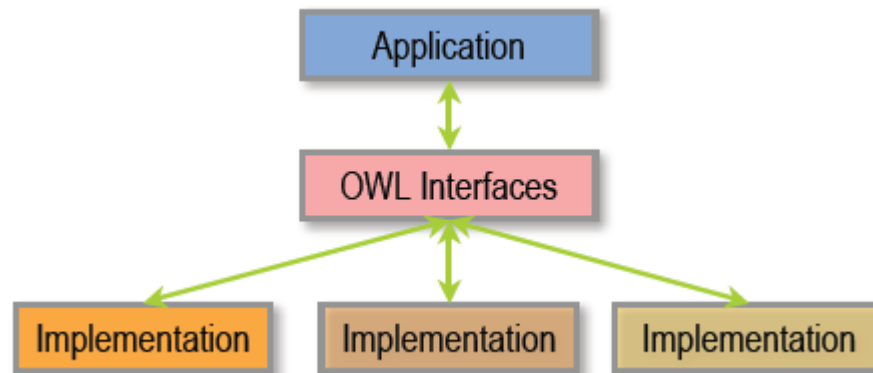 Application
OWL Interfaces
Implementation
Implementation
Implementation